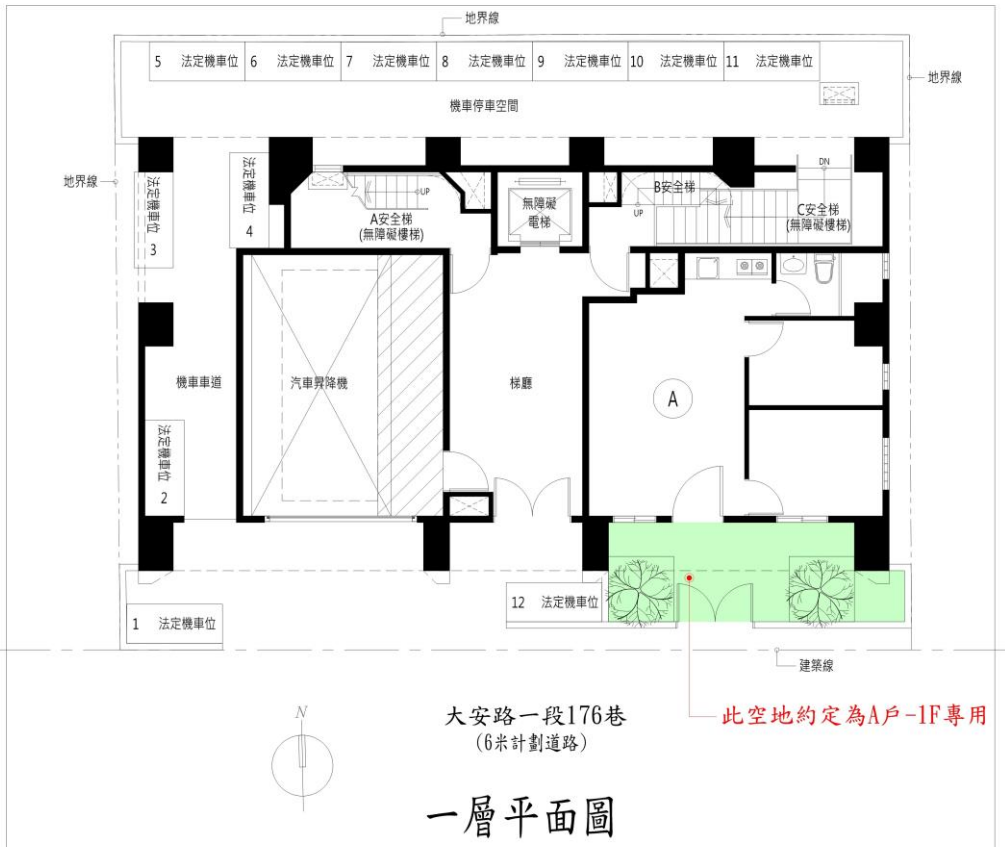 地界線
5 法定機車位
6 法定機車位
7 法定機車位
8 法定機車位
9 法定機車位
10 法定機車位
11 法定機車位
地界線
機車停車空間
地界線
法定機車位
3
法定機車位
4
UP
A安全梯
(無障礙樓梯)
無障礙
電梯
B安全梯
UP
DN
C安全梯
(無障礙樓梯)
機車車道
汽車昇降機
梯廳
A
法定機車位
2
1 法定機車位
12 法定機車位
建築線
大安路一段176巷
(6米計劃道路)
此空地約定為A戶-1F專用
N
一層平面圖